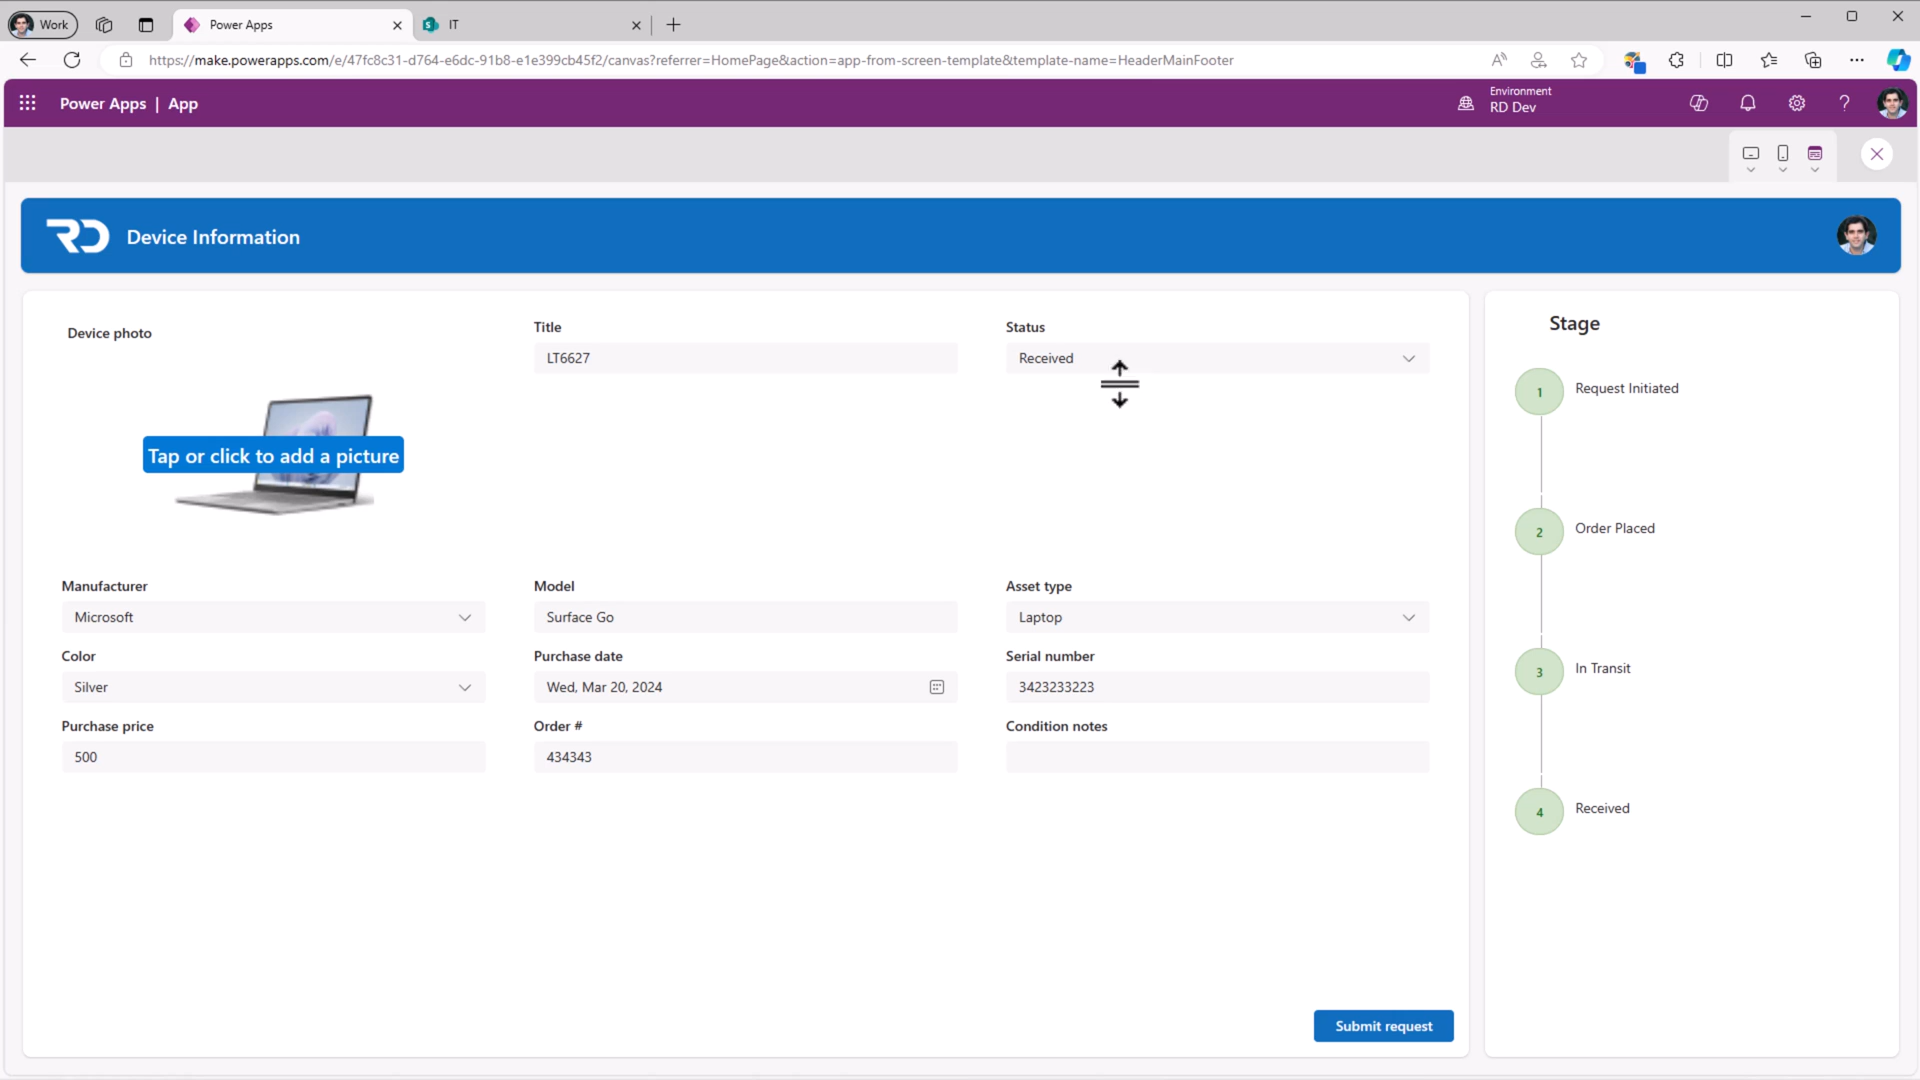 Work
Power Apps
IT
https://make.powerapps.com/e/47fc8c31-d764-e6dc-91b8-e1e399cb45f2/canvas?referrer=HomePage&action=app-from-screen-template&template-name=HeaderMainFooter
Power Apps | App
Environment
RD Dev
RD
Device Information
Device photo
Tap or click to add a picture
Title
LT6627
Status
Received
Manufacturer
Microsoft
Model
Surface Go
Asset type
Laptop
Color
Silver
Purchase date
Wed, Mar 20, 2024
Serial number
3423233223
Purchase price
500
Order #
434343
Condition notes
Submit request
Stage
1 Request Initiated
2 Order Placed
3 In Transit
4 Received